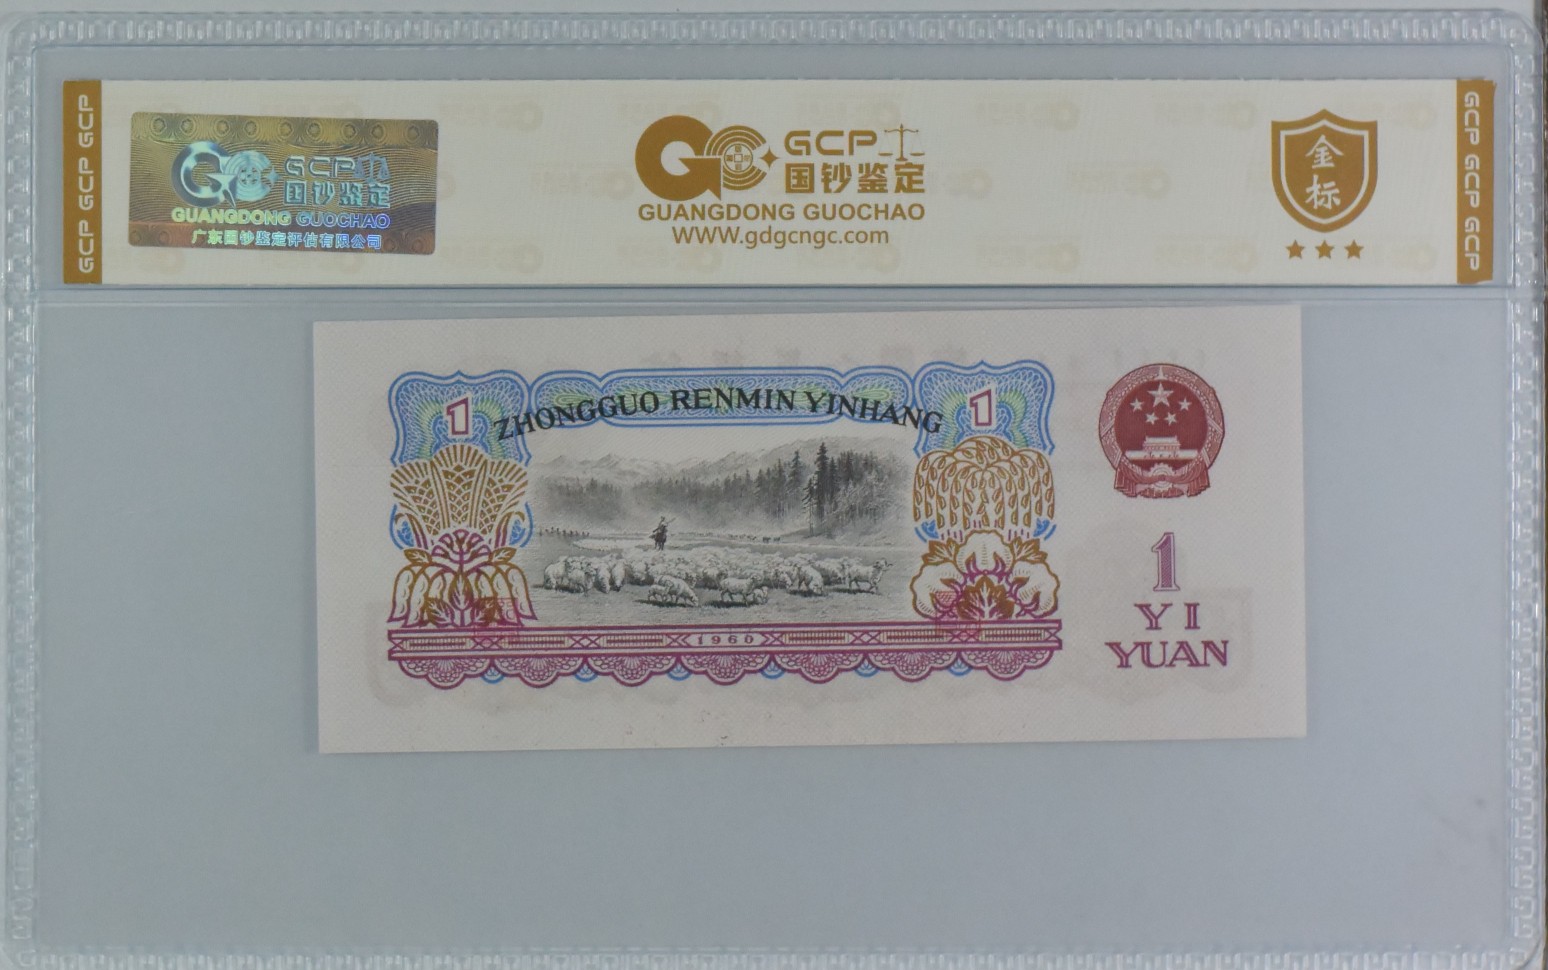 GCP GCP GCP
GCP
国钞鉴定
GUANGDONG GUOCHAO
广东国钞鉴定评估有限公司
GCP
国钞鉴定
GUANGDONG GUOCHAO
WWW.gdgcngc.com
金标
GCP GCP GCP
1
ZHONGGUO RENMIN YINHANG
1
1960
1
YI
YUAN